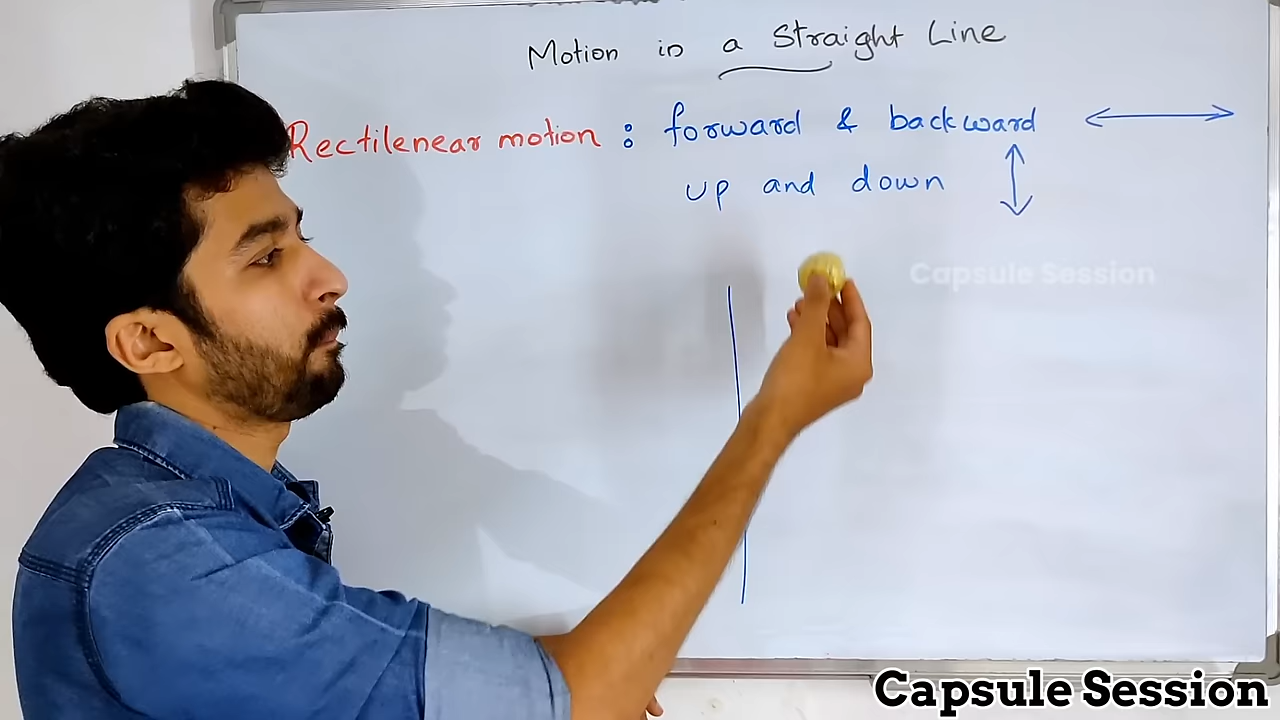 Motion in a Straight Line
Rectilenear motion : forward & backward
up and down
Capsule Session
Capsule Session